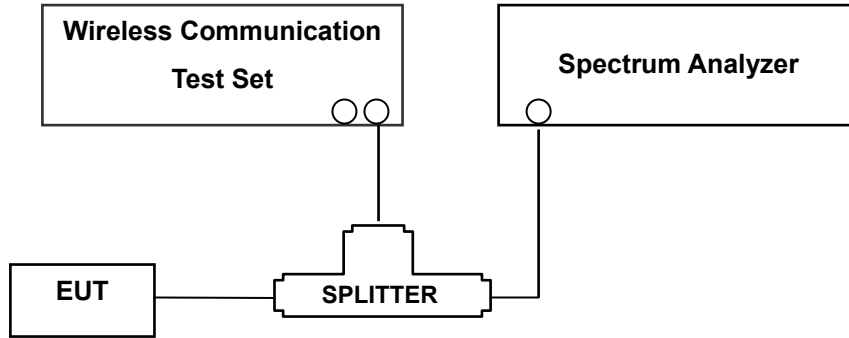 Wireless Communication
Test Set
Spectrum Analyzer
EUT
SPLITTER